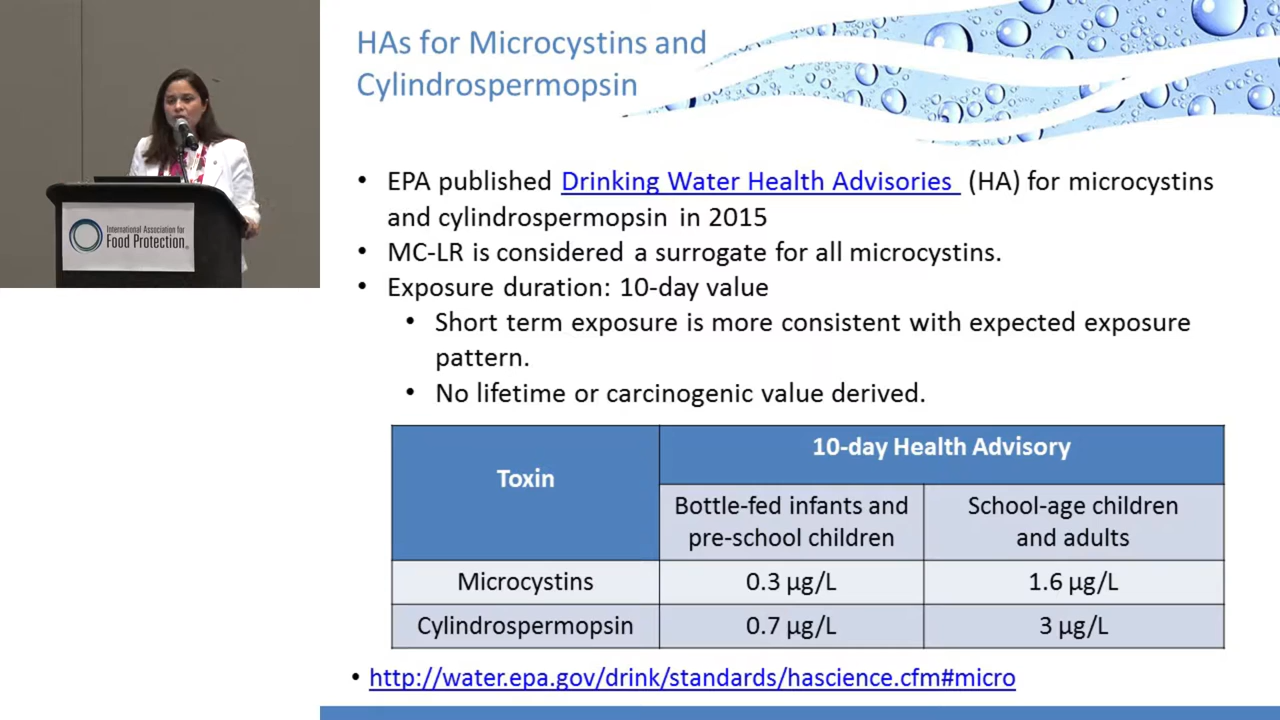 HAs for Microcystins and
Cylindrospermopsin
International Association for
Food Protection®
• EPA published Drinking Water Health Advisories (HA) for microcystins
and cylindrospermopsin in 2015
• MC-LR is considered a surrogate for all microcystins.
• Exposure duration: 10-day value
• Short term exposure is more consistent with expected exposure
pattern.
• No lifetime or carcinogenic value derived.
Toxin
10-day Health Advisory
Bottle-fed infants and
pre-school children
School-age children
and adults
Microcystins 0.3 µg/L 1.6 µg/L
Cylindrospermopsin 0.7 µg/L 3 µg/L
• http://water.epa.gov/drink/standards/hascience.cfm#micro